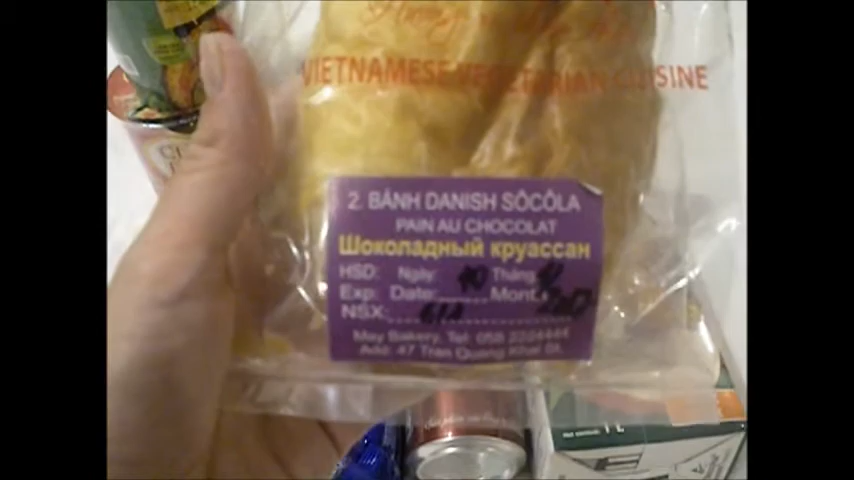 VIETNAMESE VEGETARIAN CUISINE
2. BÁNH DANISH SÔCÔLA
PAIN AU CHOCOLAT
Шоколадный круассан
HSD: Ngày: 10 Tháng
Exp: Date: Month
NSX:
May Bakery, Tel: 058
Add: 47 Tran Quang Khai St.